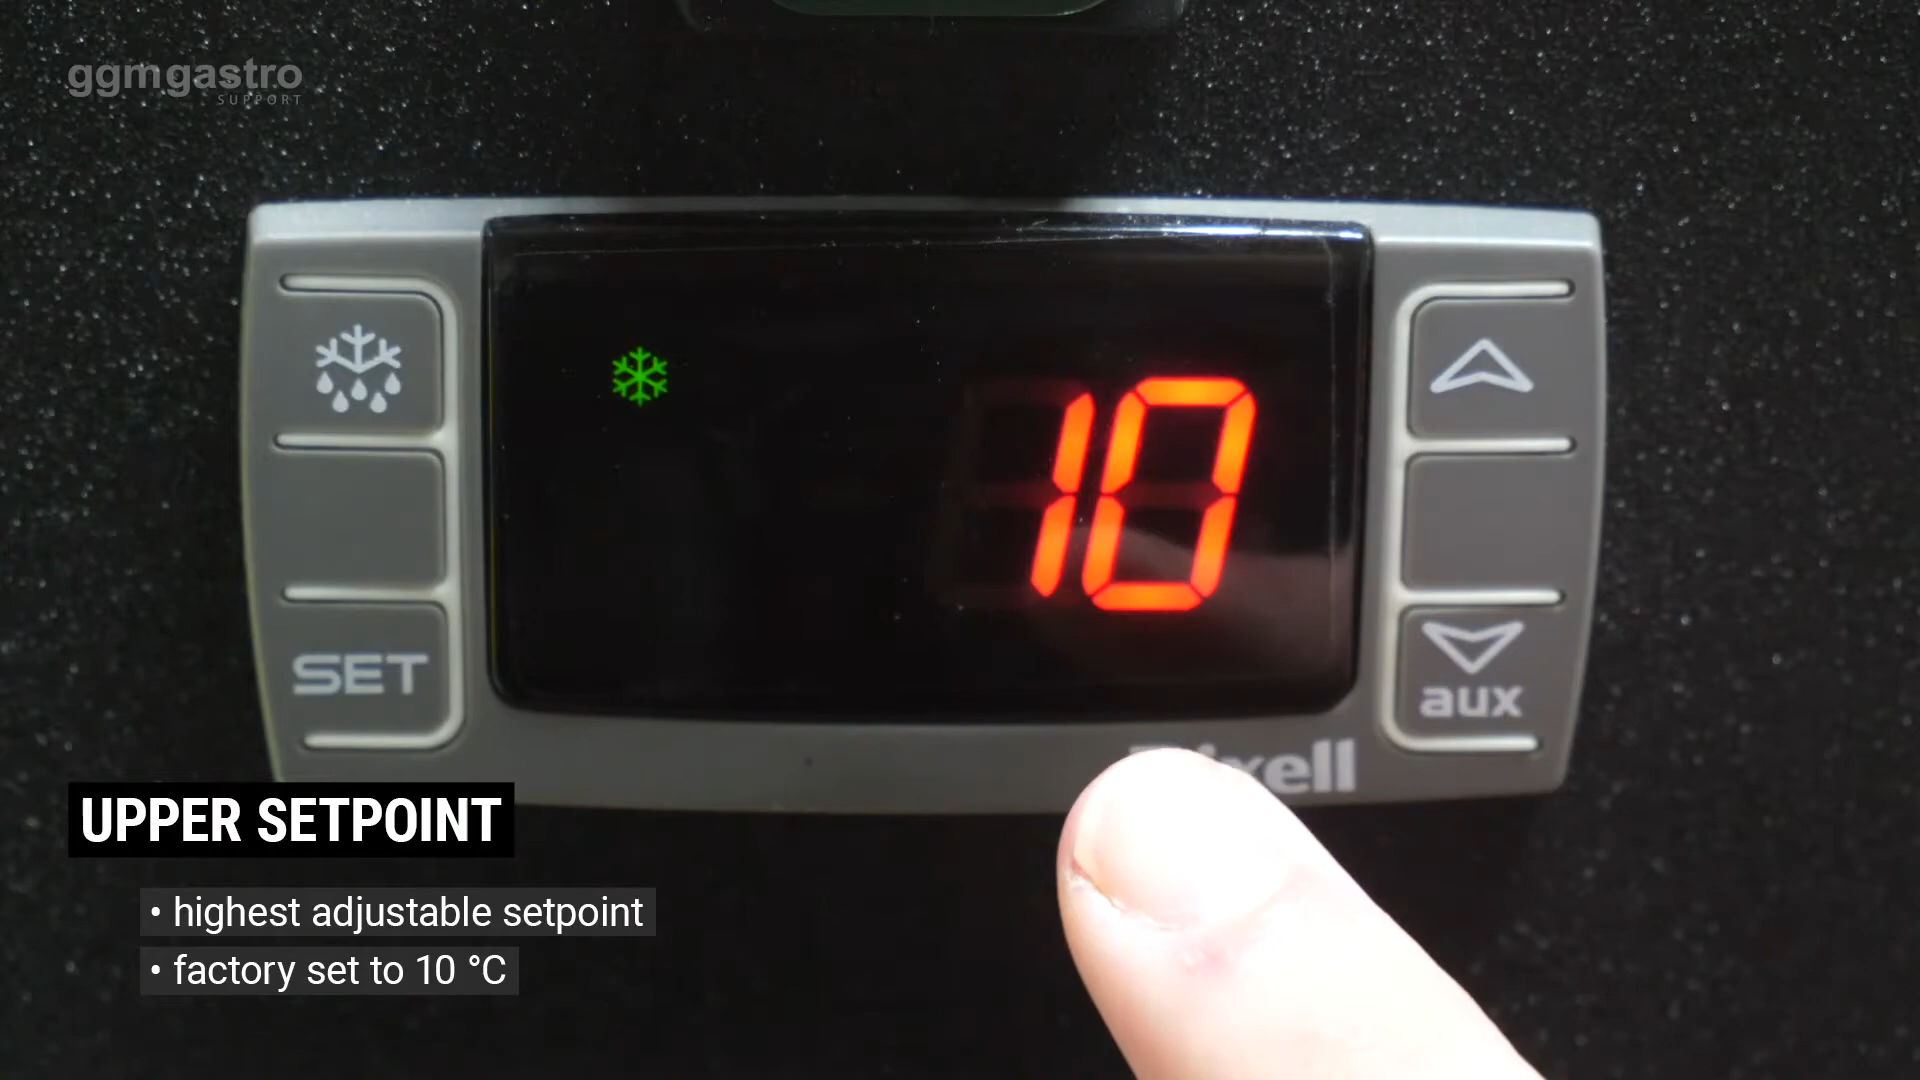 ggmgastro
SUPPORT
10
SET
aux
UPPER SETPOINT
• highest adjustable setpoint
• factory set to 10 °C